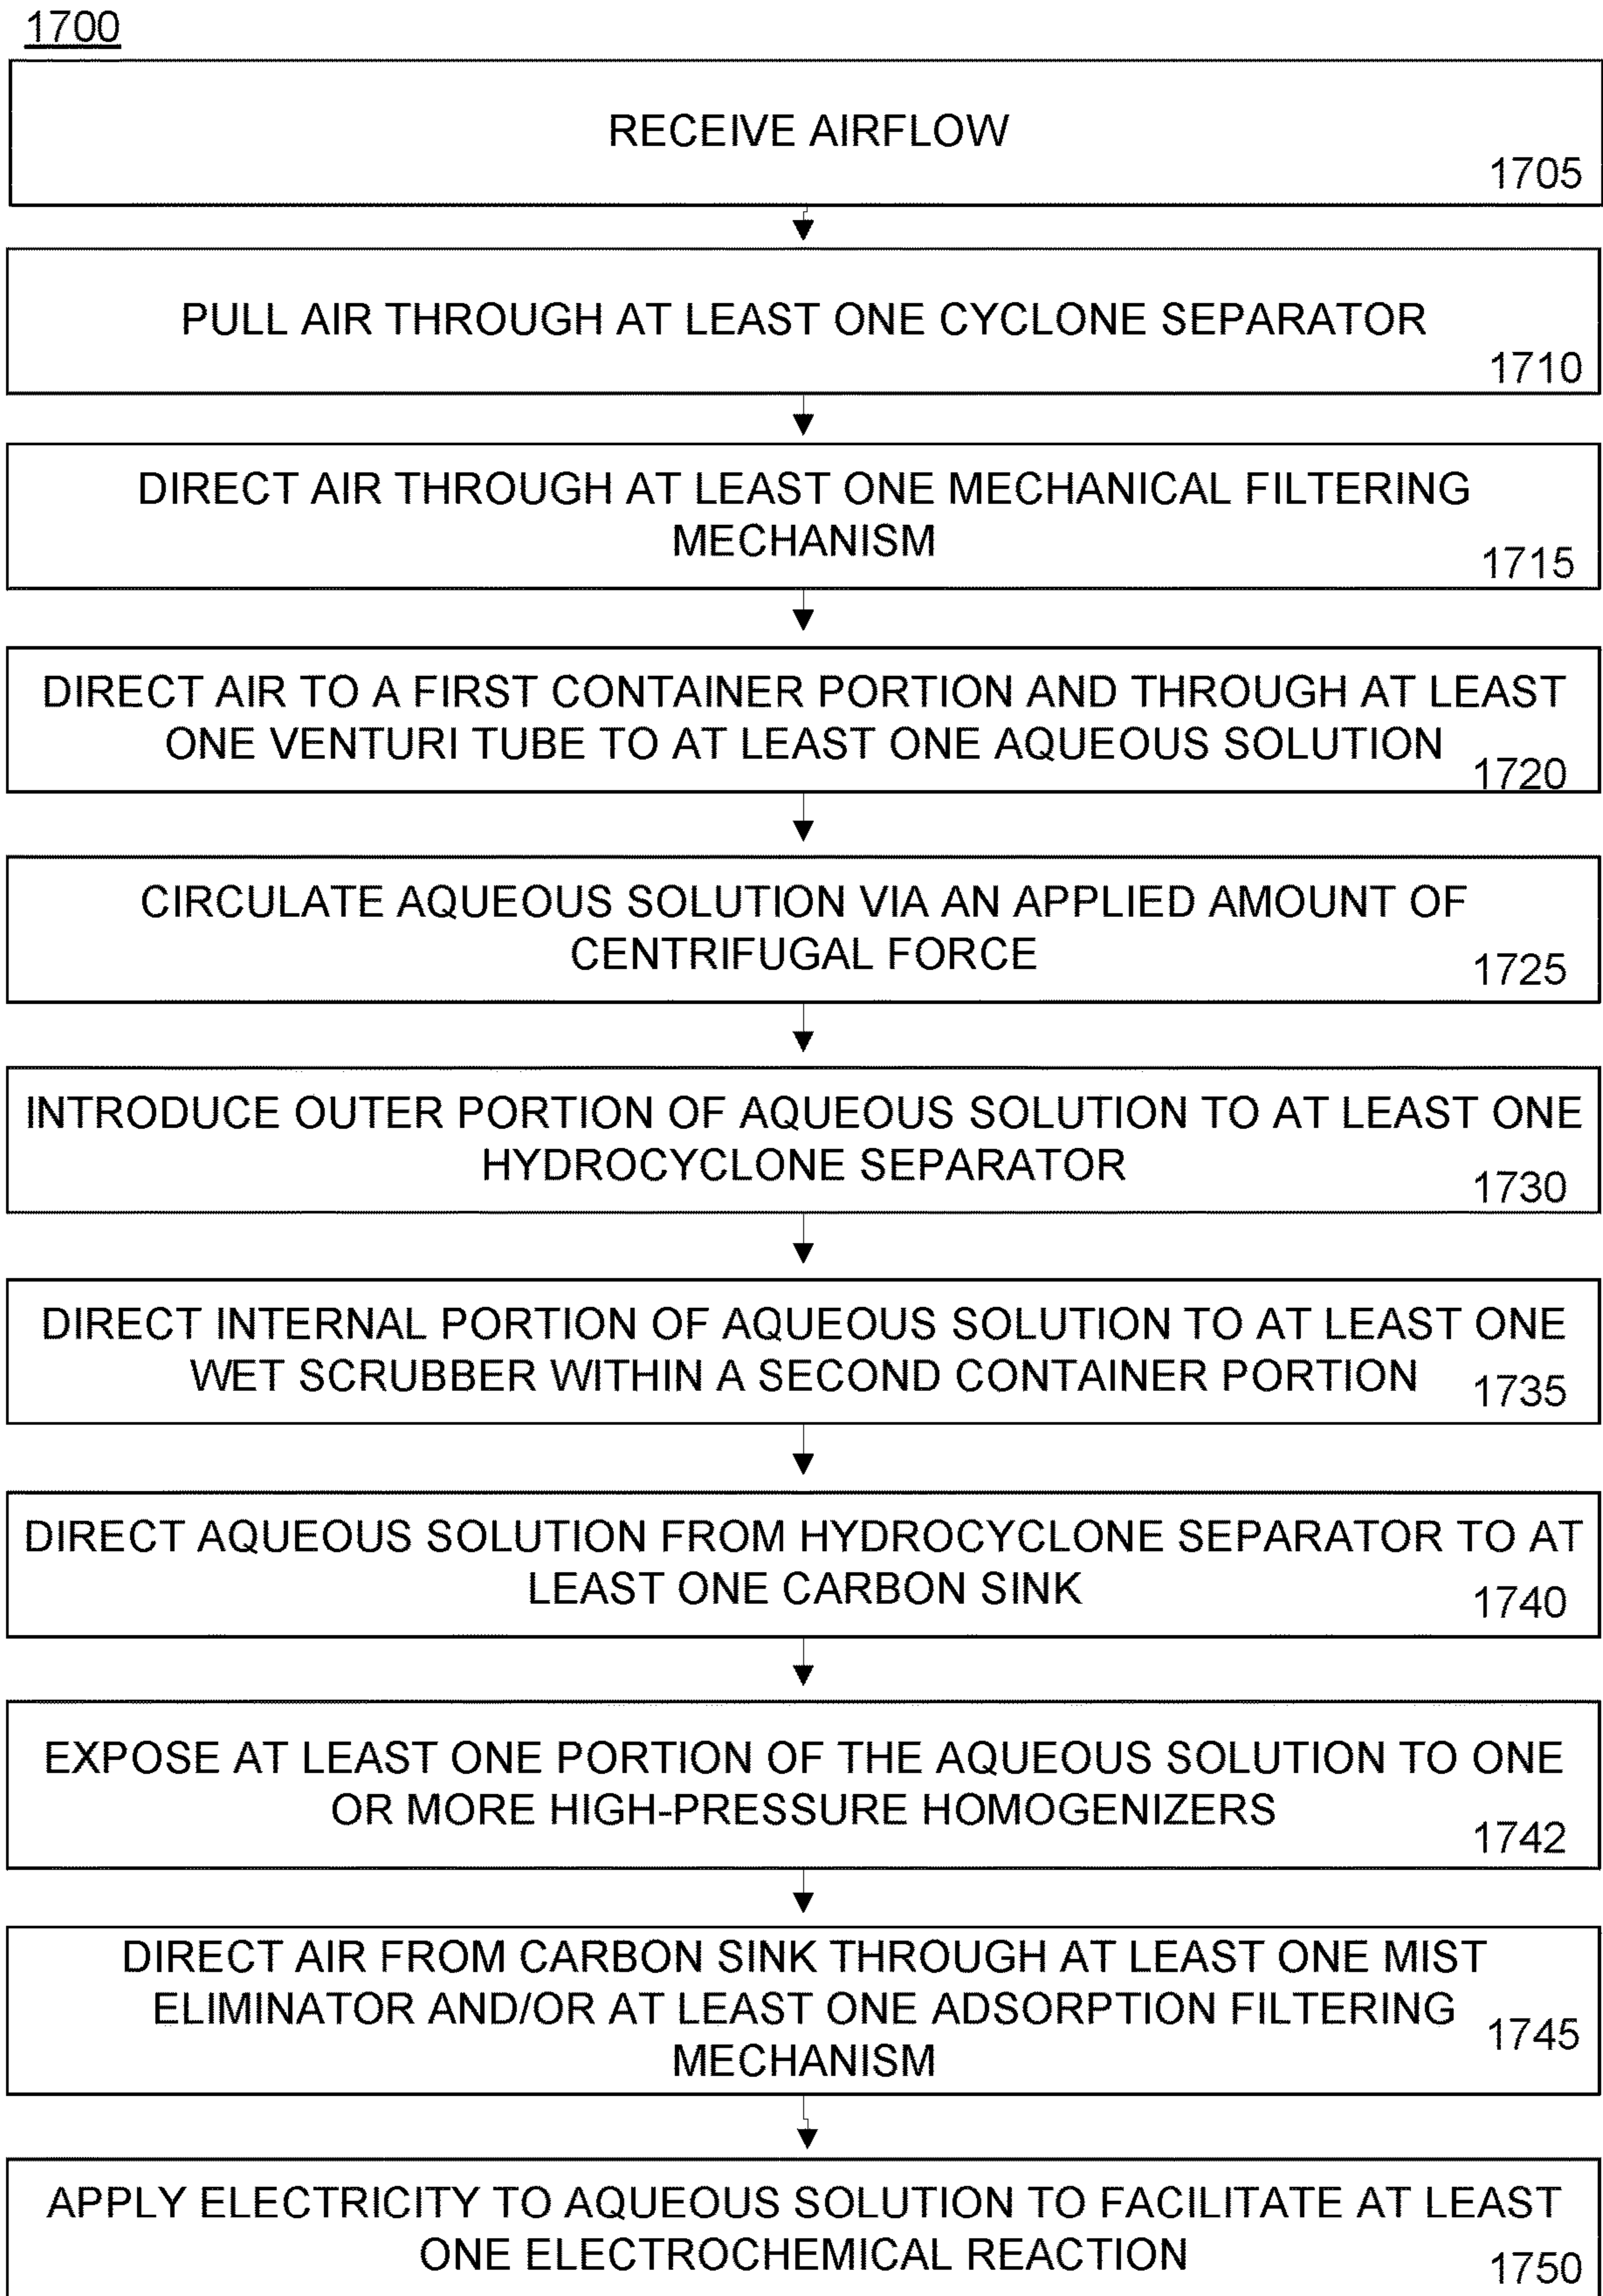 1700
RECEIVE AIRFLOW
1705
PULL AIR THROUGH AT LEAST ONE CYCLONE SEPARATOR
1710
DIRECT AIR THROUGH AT LEAST ONE MECHANICAL FILTERING
MECHANISM
1715
DIRECT AIR TO A FIRST CONTAINER PORTION AND THROUGH AT LEAST
ONE VENTURI TUBE TO AT LEAST ONE AQUEOUS SOLUTION
1720
CIRCULATE AQUEOUS SOLUTION VIA AN APPLIED AMOUNT OF
CENTRIFUGAL FORCE
1725
INTRODUCE OUTER PORTION OF AQUEOUS SOLUTION TO AT LEAST ONE
HYDROCYCLONE SEPARATOR
1730
DIRECT INTERNAL PORTION OF AQUEOUS SOLUTION TO AT LEAST ONE
WET SCRUBBER WITHIN A SECOND CONTAINER PORTION
1735
DIRECT AQUEOUS SOLUTION FROM HYDROCYCLONE SEPARATOR TO AT
LEAST ONE CARBON SINK
1740
EXPOSE AT LEAST ONE PORTION OF THE AQUEOUS SOLUTION TO ONE
OR MORE HIGH-PRESSURE HOMOGENIZERS
1742
DIRECT AIR FROM CARBON SINK THROUGH AT LEAST ONE MIST
ELIMINATOR AND/OR AT LEAST ONE ADSORPTION FILTERING
MECHANISM
1745
APPLY ELECTRICITY TO AQUEOUS SOLUTION TO FACILITATE AT LEAST
ONE ELECTROCHEMICAL REACTION
1750